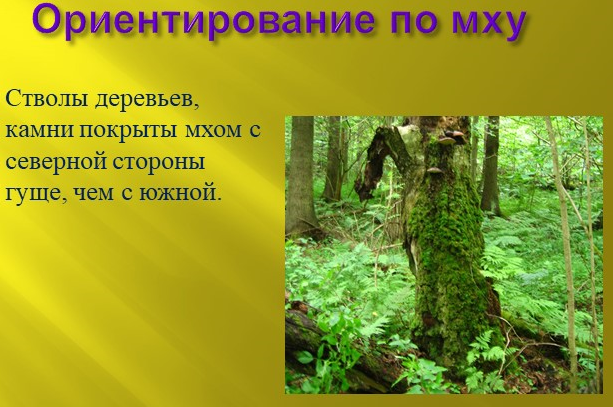 Ориентирование по мху
Стволы деревьев,
камни покрыты мхом с
северной стороны
гуще, чем с южной.